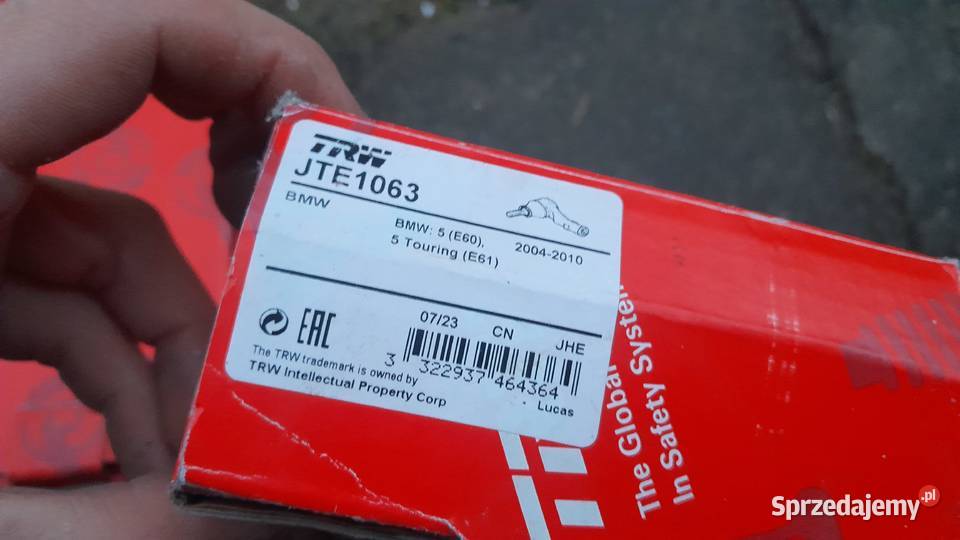 TRW
JTE1063
BMW
BMW: 5 (E60),
5 Touring (E61)
2004-2010
07/23 CN JHE
EAC
3 322937 464364
The TRW trademark is owned by
TRW Intellectual Property Corp
Lucas
The Global
In Safety System
Sprzedajemy.pl